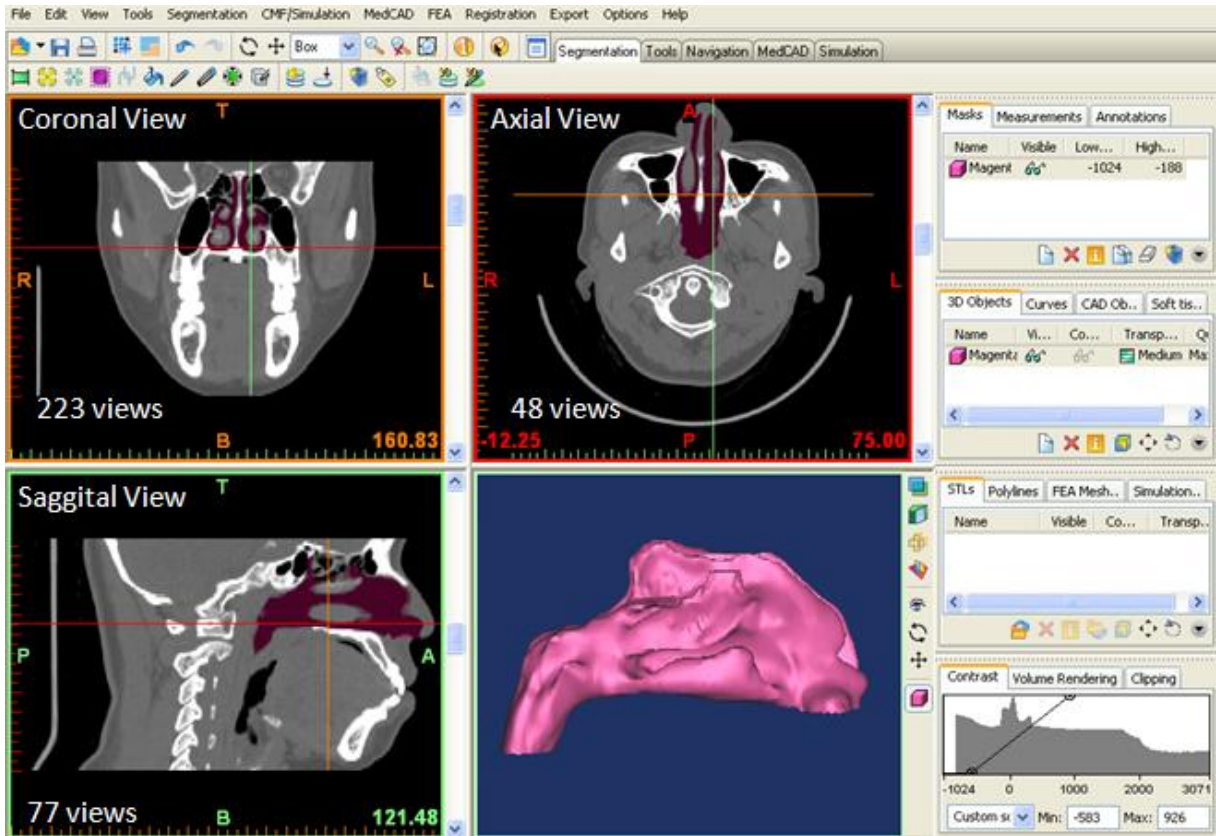 File Edit View Tools Segmentation CMF/Simulation MedCAD FEA Registration Export Options Help
Box Segmentation Tools Navigation MedCAD Simulation
Coronal View
T
R
L
223 views
B
160.83
Axial View
A
R
L
48 views
-12.25
P
75.00
Masks Measurements Annotations
Name Visible Low... High...
Magent -1024 -188
3D Objects Curves CAD Ob.. Soft tis..
Name Vi... Co... Transp...
Magenta Medium Ma:
Saggital View
T
P
A
77 views
B
121.48
STLs Polylines FEA Mesh.. Simulation..
Name Visible Co... Transp..
Contrast Volume Rendering Clipping
-1024 0 1000 2000 3071
Custom sc Min: -583 Max: 926